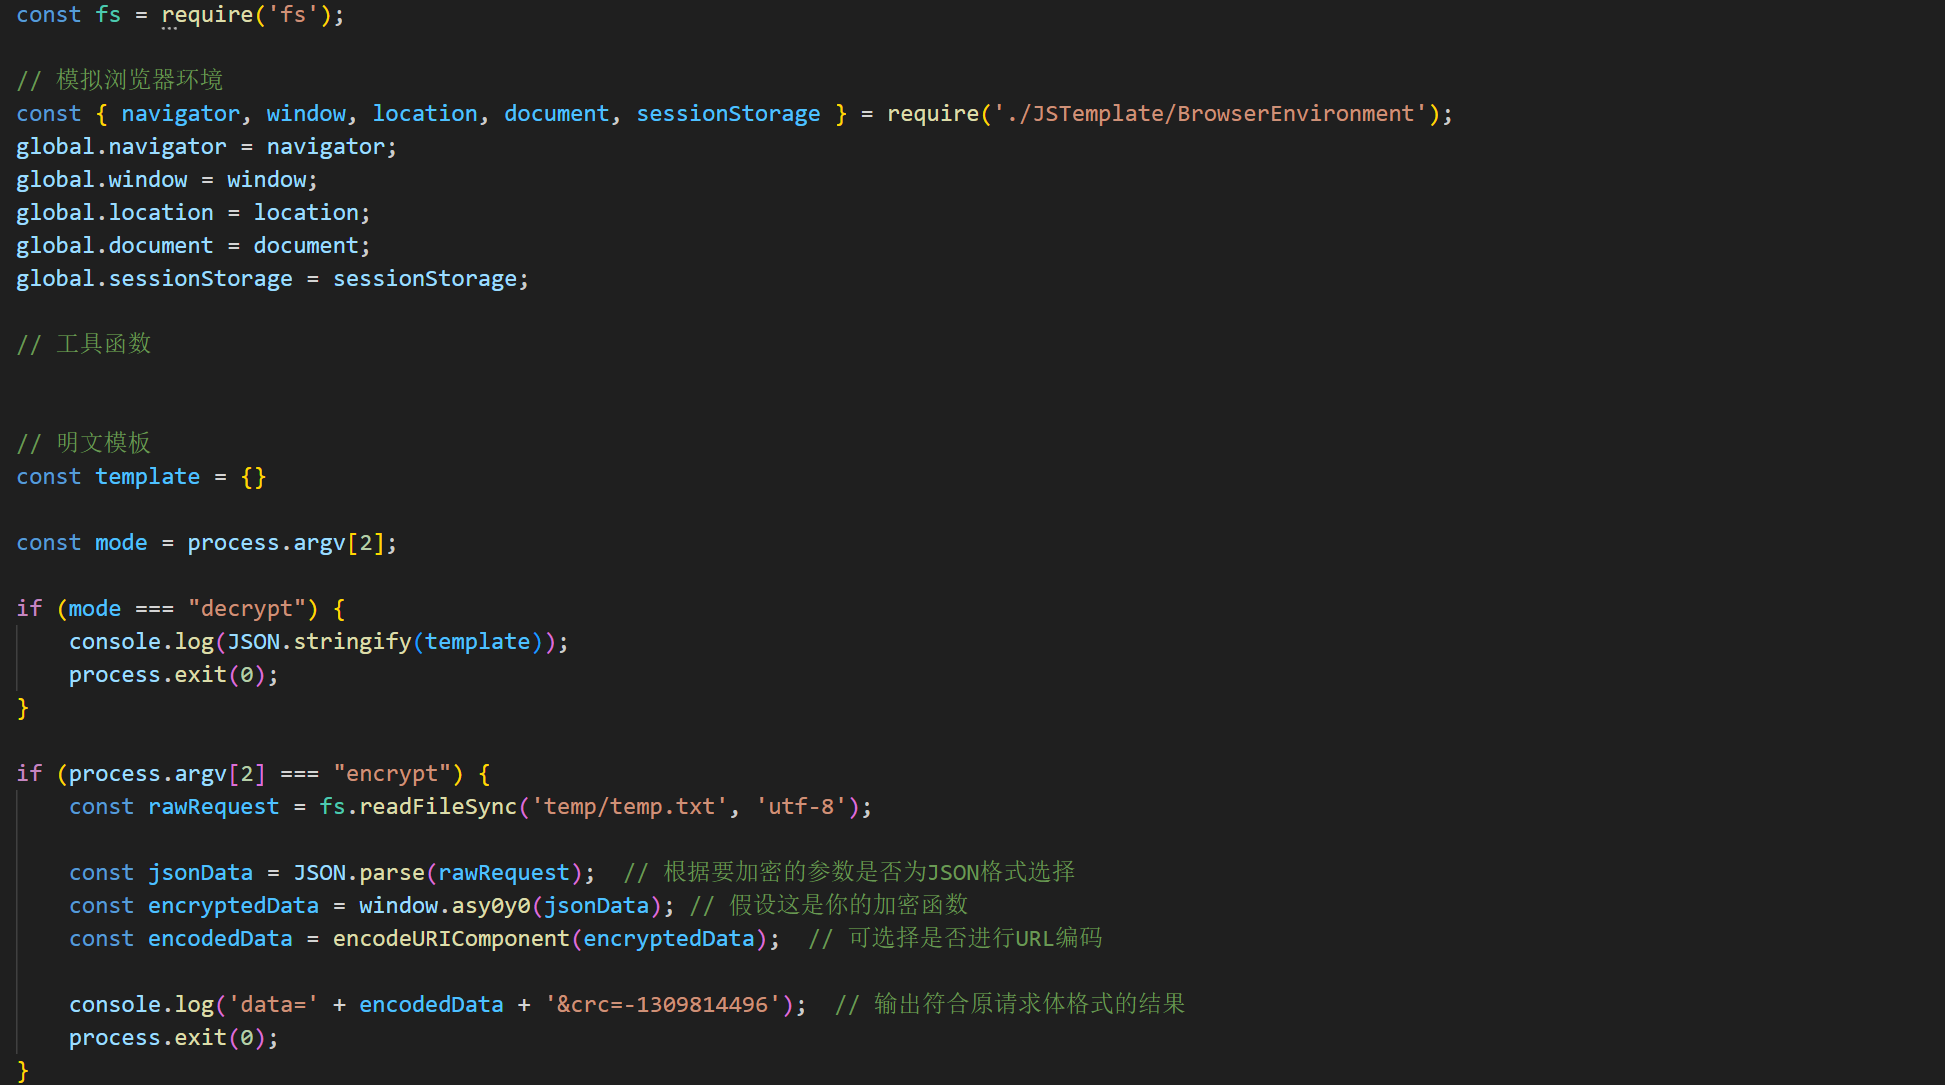 const fs = require('fs');
// 模拟浏览器环境
const { navigator, window, location, document, sessionStorage } = require('./JSTemplate/BrowserEnvironment');
global.navigator = navigator;
global.window = window;
global.location = location;
global.document = document;
global.sessionStorage = sessionStorage;
// 工具函数
// 明文模板
const template = {}
const mode = process.argv[2];
if (mode === "decrypt") {
    console.log(JSON.stringify(template));
    process.exit(0);
}
if (process.argv[2] === "encrypt") {
    const rawRequest = fs.readFileSync('temp/temp.txt', 'utf-8');
    const jsonData = JSON.parse(rawRequest);  // 根据要加密的参数是否为JSON格式选择
    const encryptedData = window.asy0y0(jsonData); // 假设这是你的加密函数
    const encodedData = encodeURIComponent(encryptedData);  // 可选择是否进行URL编码
    console.log('data=' + encodedData + '&crc=-1309814496');  // 输出符合原请求体格式的结果
    process.exit(0);
}